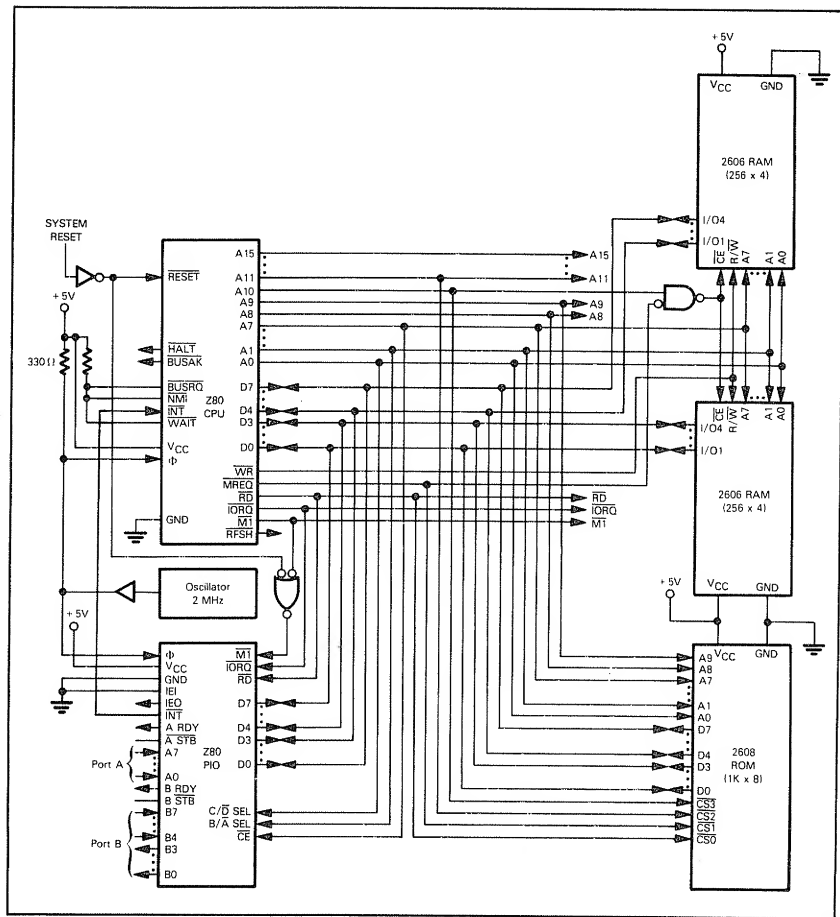 + 5V
VCC
GND
2606 RAM
(256 x 4)
I/O4
I/O1
CE
R/W
A7
A1
A0
SYSTEM
RESET
+ 5V
330Ω
RESET
HALT
BUSAK
BUSRQ
NMI
INT
WAIT
VCC
Φ
GND
Z80
CPU
A15
A11
A10
A9
A8
A7
A1
A0
D7
D4
D3
D0
WR
MREQ
RD
IORQ
M1
RFSH
A15
A11
A9
A8
RD
IORQ
M1
CE
R/W
A7
A1
A0
I/O4
I/O1
2606 RAM
(256 x 4)
VCC
GND
+ 5V
Oscillator
2 MHz
+ 5V
Φ
VCC
GND
IEI
IEO
INT
A RDY
A STB
A7
A0
B RDY
B STB
B7
B4
B3
B0
Port A
Port B
Z80
PIO
M1
IORQ
RD
D7
D4
D3
D0
C/D SEL
B/A SEL
CE
VCC
GND
A9
A8
A7
A1
A0
D7
D4
D3
D0
CS3
CS2
CS1
CS0
2608
ROM
(1K x 8)